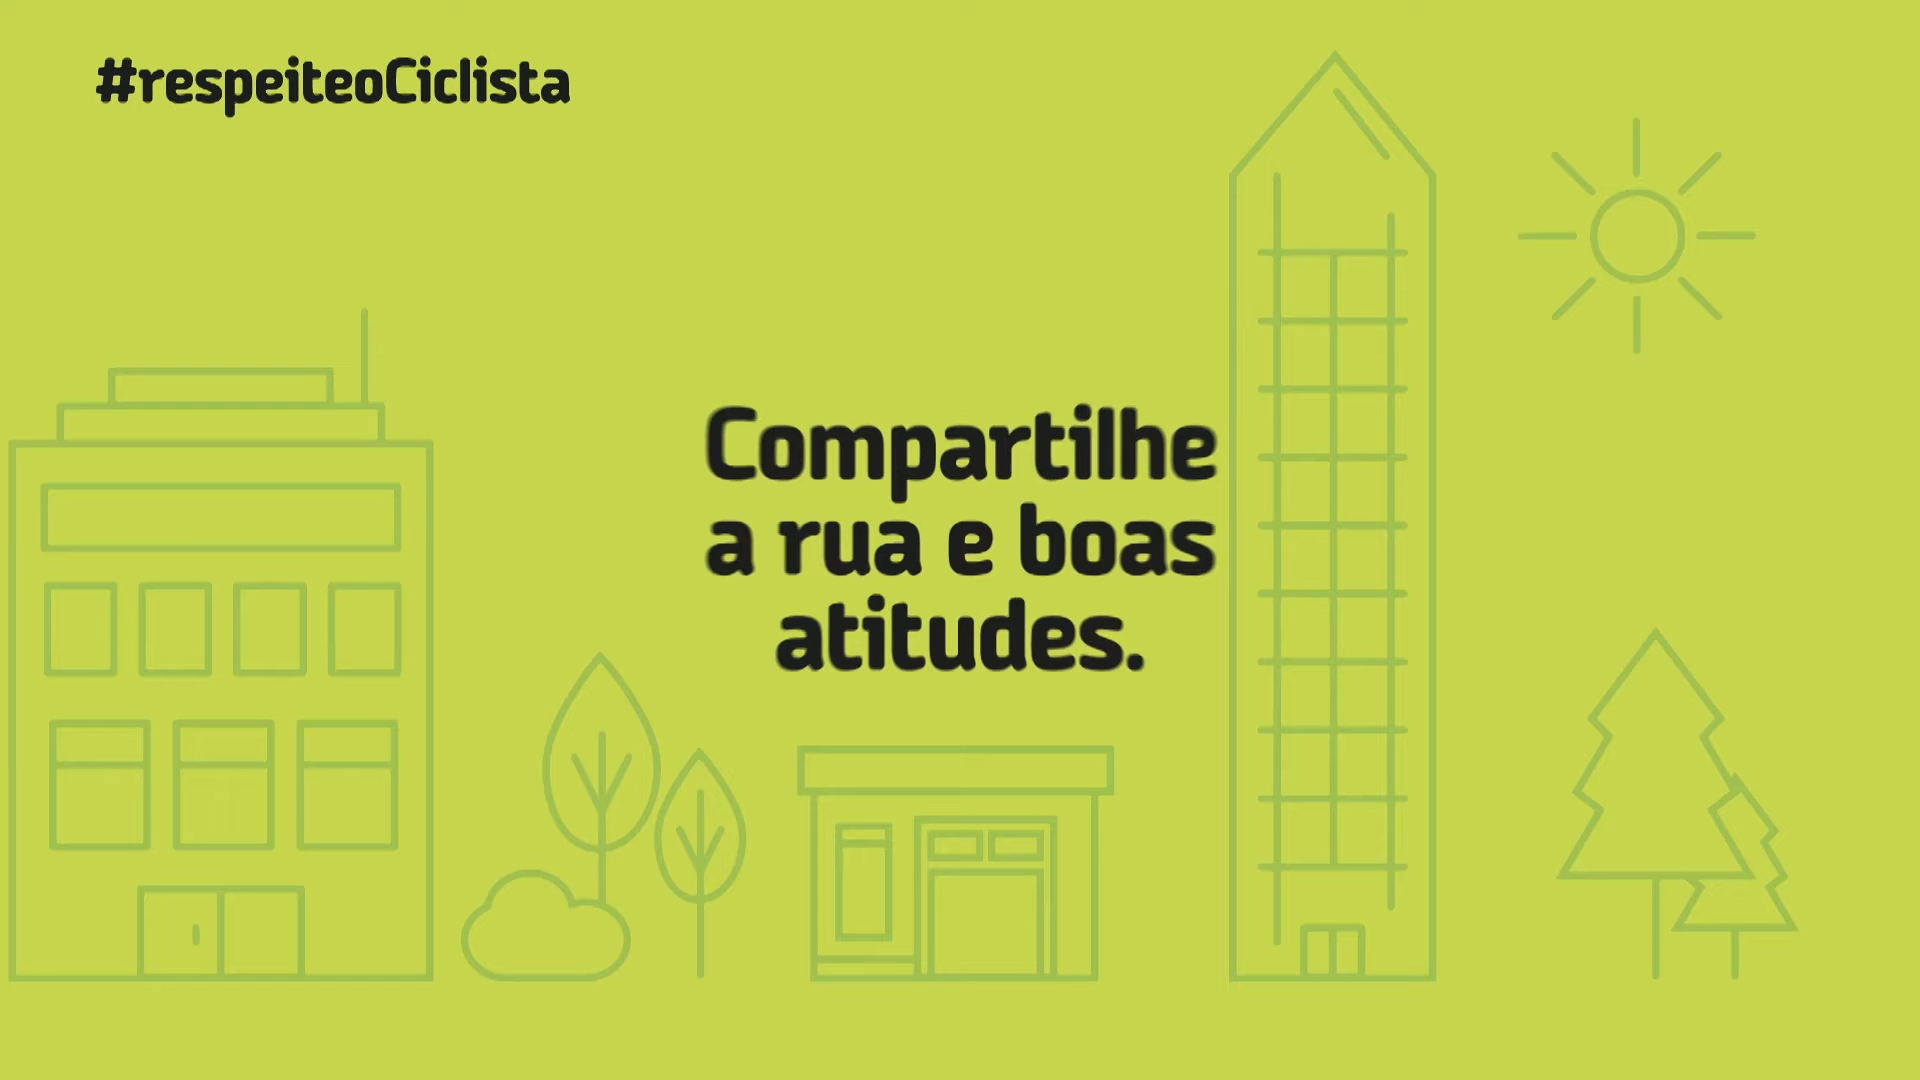 #respeiteoCiclista
Compartilhe
a rua e boas
atitudes.